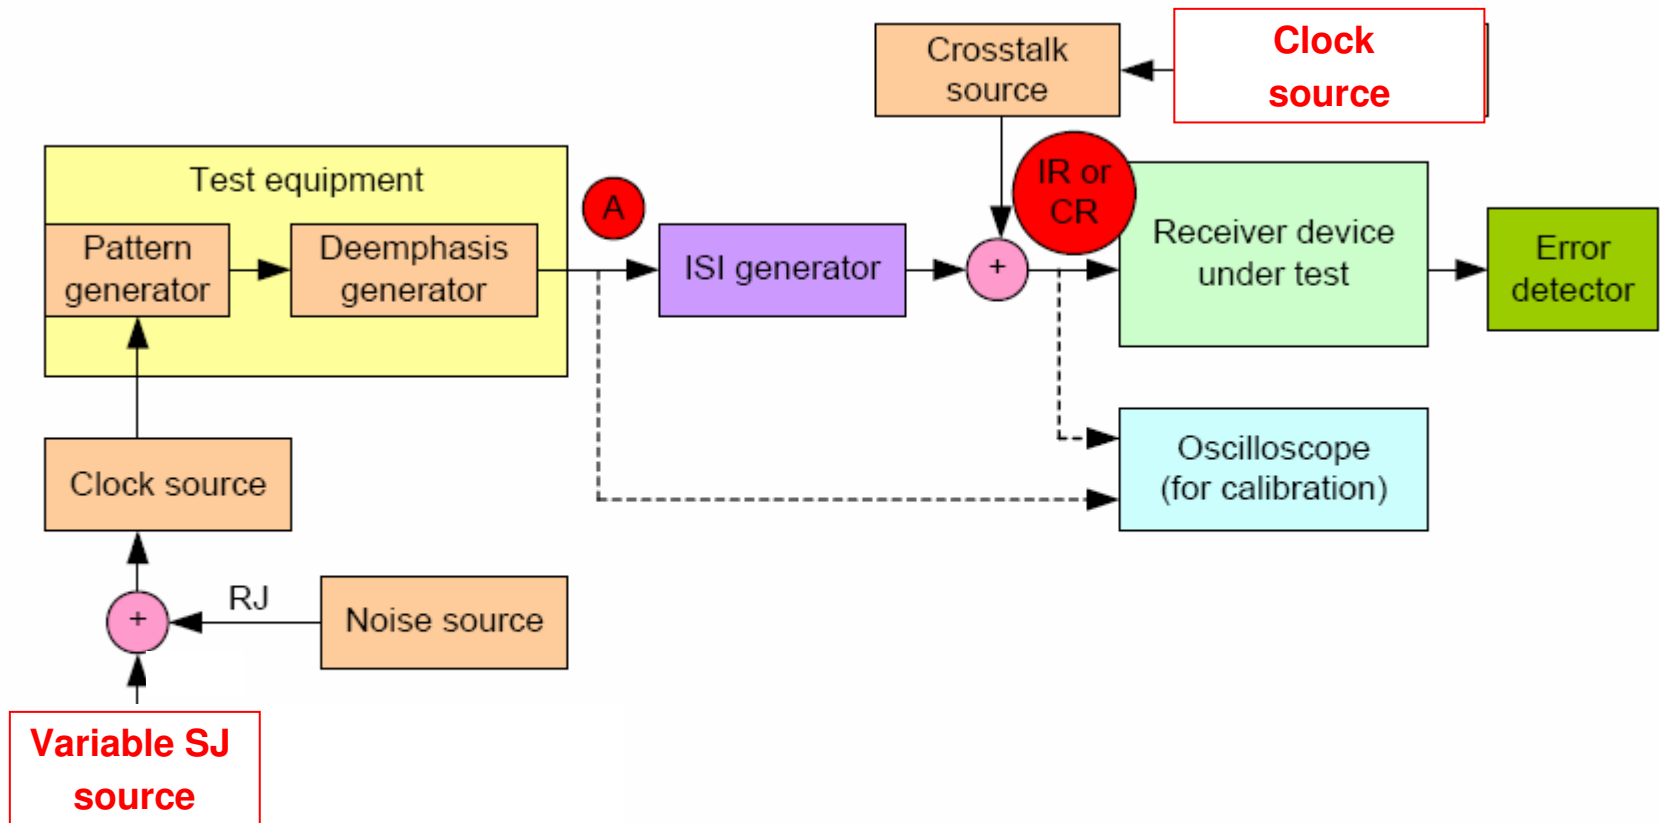 Crosstalk
source
Clock
source
Test equipment
Pattern
generator
Deemphasis
generator
A
ISI generator
+
IR or
CR
Receiver device
under test
Error
detector
Clock source
Oscilloscope
(for calibration)
+
RJ
Noise source
Variable SJ
source